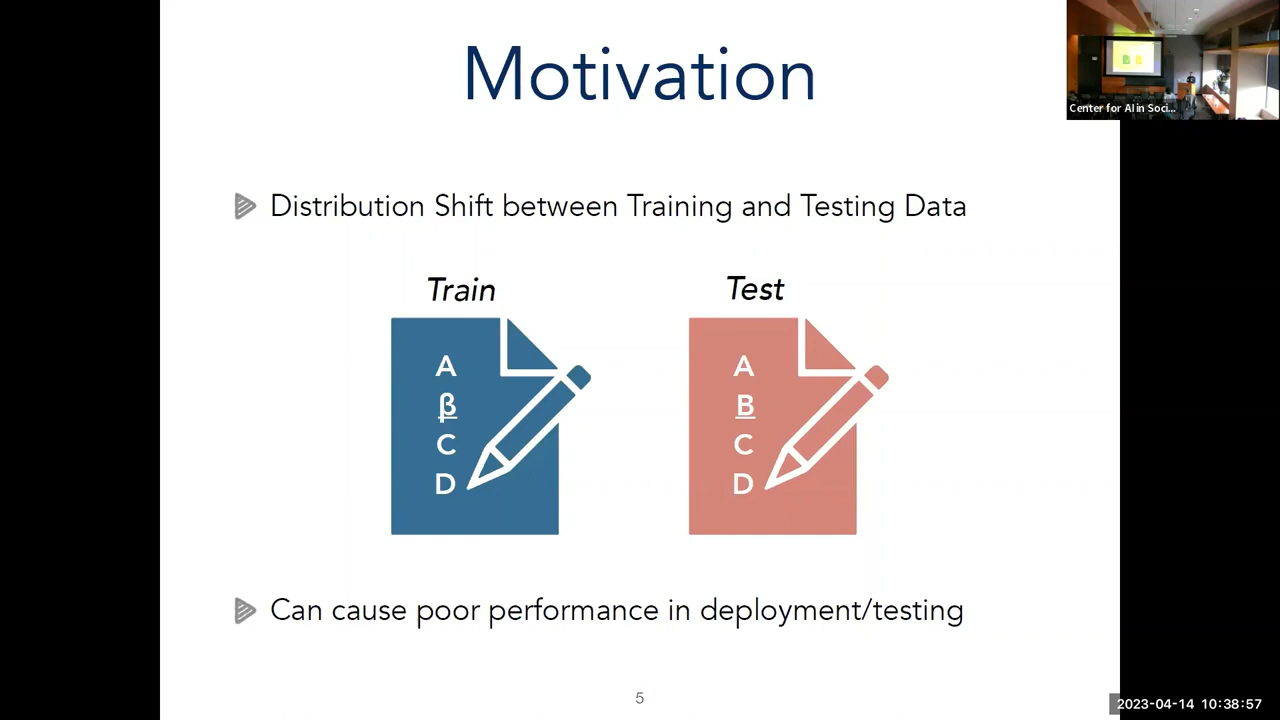 Motivation
Center for AI in Soci...
Distribution Shift between Training and Testing Data
Train
Test
A
β
C
D
A
B
C
D
Can cause poor performance in deployment/testing
5
2023-04-14 10:38:57